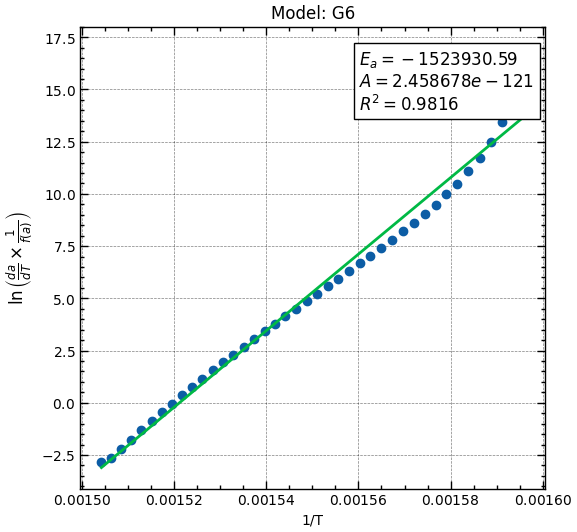 Model: G6
E_a = −1523930.59
A = 2.458678e − 121
R^2 = 0.9816
17.5
15.0
12.5
10.0
7.5
5.0
2.5
0.0
−2.5
ln(da/dT × 1/f(a))
0.00150 0.00152 0.00154 0.00156 0.00158 0.00160
1/T